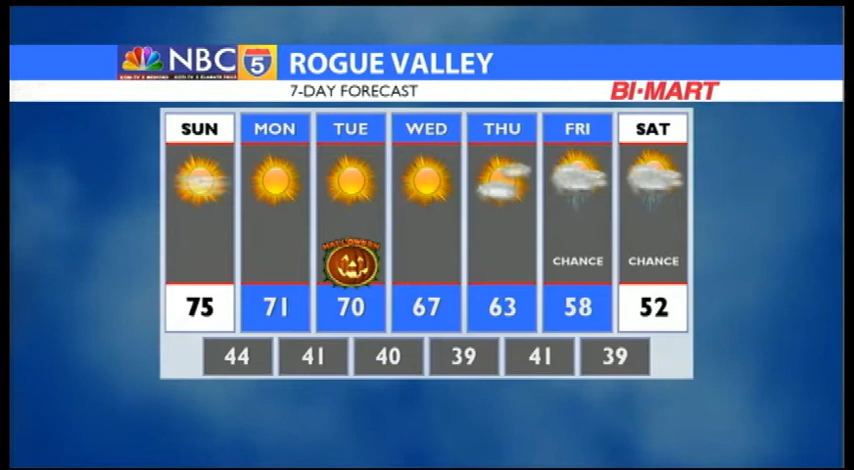 NBC 5
ROGUE VALLEY
7-DAY FORECAST
BI•MART
SUN MON TUE WED THU FRI SAT
HALLOWEEN
CHANCE CHANCE
75 71 70 67 63 58 52
44 41 40 39 41 39